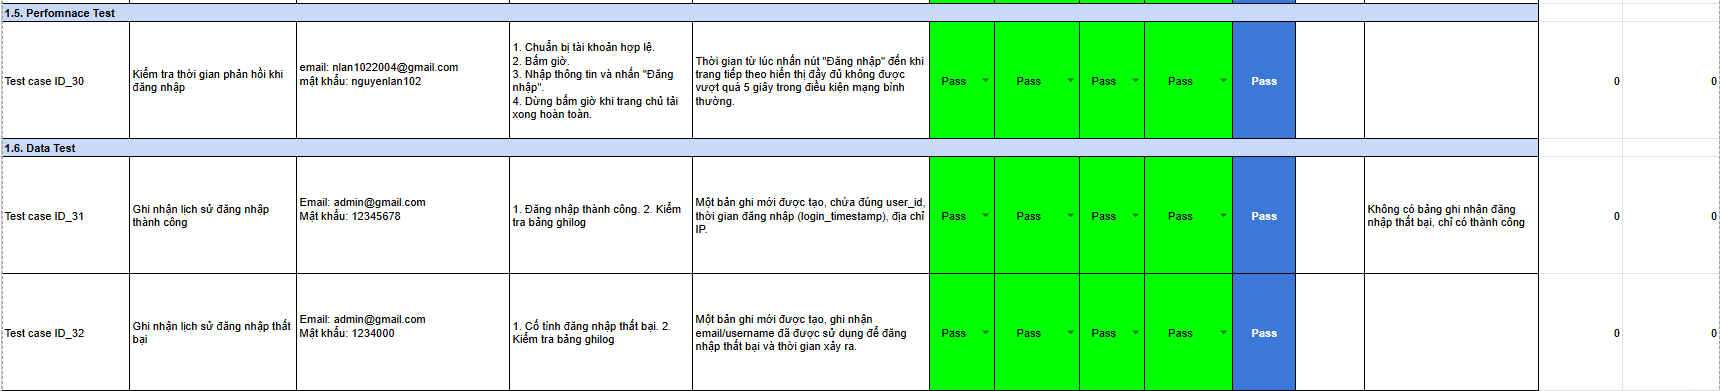 1.5. Perfomnace Test
Test case ID_30
Kiểm tra thời gian phản hồi khi
đăng nhập
email: nlan1022004@gmail.com
mật khẩu: nguyenlan102
1. Chuẩn bị tài khoản hợp lệ.
2. Bấm giờ.
3. Nhập thông tin và nhấn "Đăng
nhập".
4. Dừng bấm giờ khi trang chủ tải
xong hoàn toàn.
Thời gian từ lúc nhấn nút "Đăng nhập" đến khi
trang tiếp theo hiển thị đầy đủ không được
vượt quá 5 giây trong điều kiện mạng bình
thường.
Pass
Pass
Pass
Pass
Pass
0
0
1.6. Data Test
Test case ID_31
Ghi nhận lịch sử đăng nhập
thành công
Email: admin@gmail.com
Mật khẩu: 12345678
1. Đăng nhập thành công. 2. Kiểm
tra bảng ghilog
Một bản ghi mới được tạo, chứa đúng user_id,
thời gian đăng nhập (login_timestamp), địa chỉ
IP.
Pass
Pass
Pass
Pass
Pass
Không có bảng ghi nhận đăng
nhập thất bại, chỉ có thành công
0
0
Test case ID_32
Ghi nhận lịch sử đăng nhập thất
bại
Email: admin@gmail.com
Mật khẩu: 1234000
1. Cố tình đăng nhập thất bại. 2.
Kiểm tra bảng ghilog
Một bản ghi mới được tạo, ghi nhận
email/username đã được sử dụng để đăng
nhập thất bại và thời gian xảy ra.
Pass
Pass
Pass
Pass
Pass
0
0